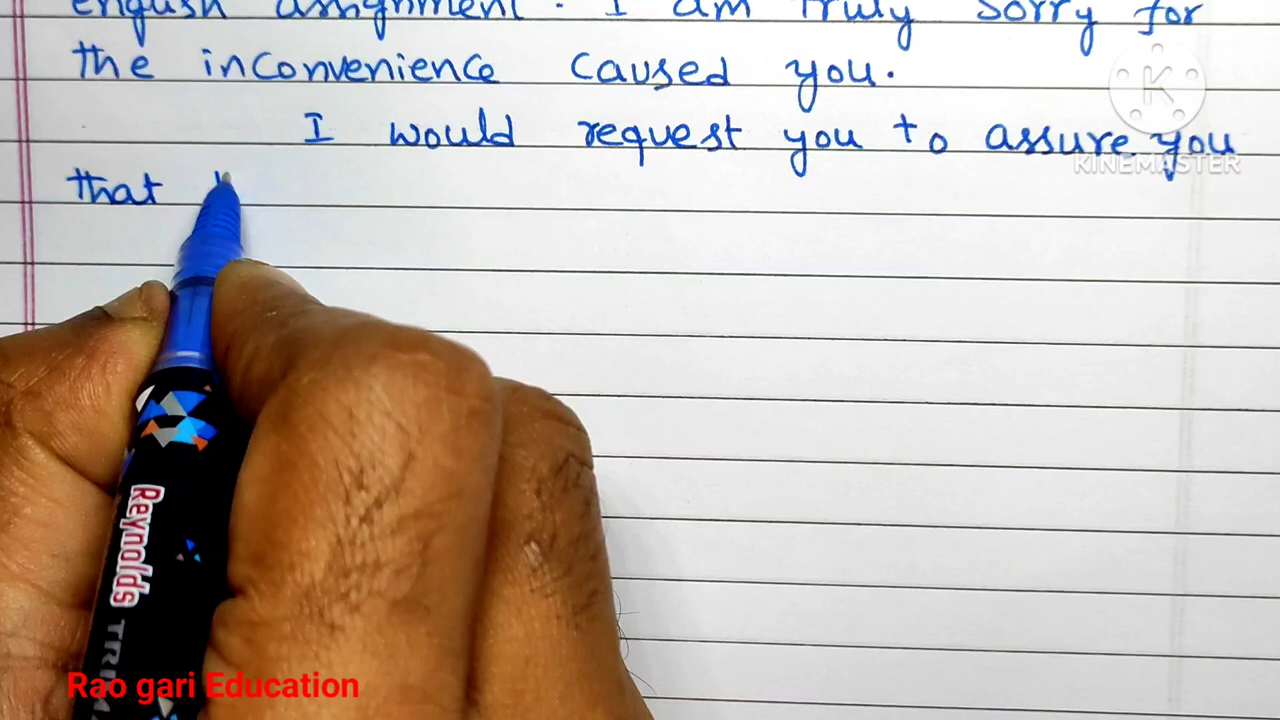 english assignment. I am truly sorry for
the inconvenience caused you.
I would request you to assure you
that
K
KINEMASTER
Reynolds
TRIMAX
Rao gari Education